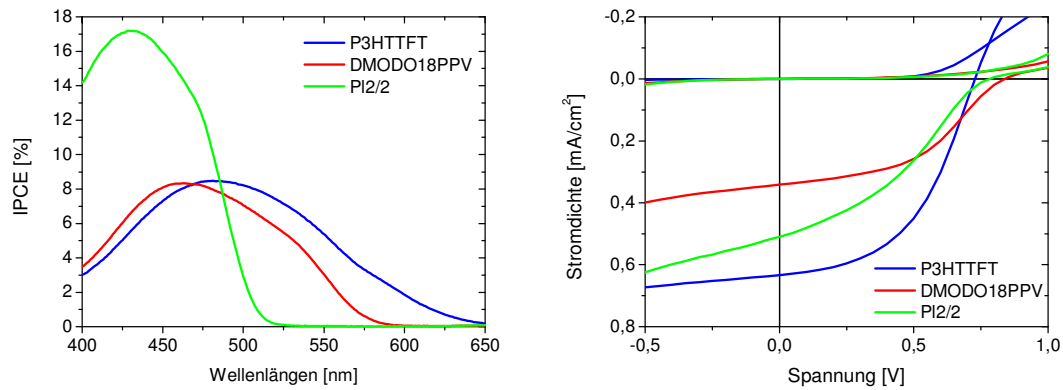 IPCE [%]
18
16
14
12
10
8
6
4
2
0
P3HTTFT
DMODO18PPV
PI2/2
400 450 500 550 600 650
Wellenlängen [nm]
Stromdichte [mA/cm²]
-0,2
0,0
0,2
0,4
0,6
0,8
P3HTTFT
DMODO18PPV
PI2/2
-0,5 0,0 0,5 1,0
Spannung [V]